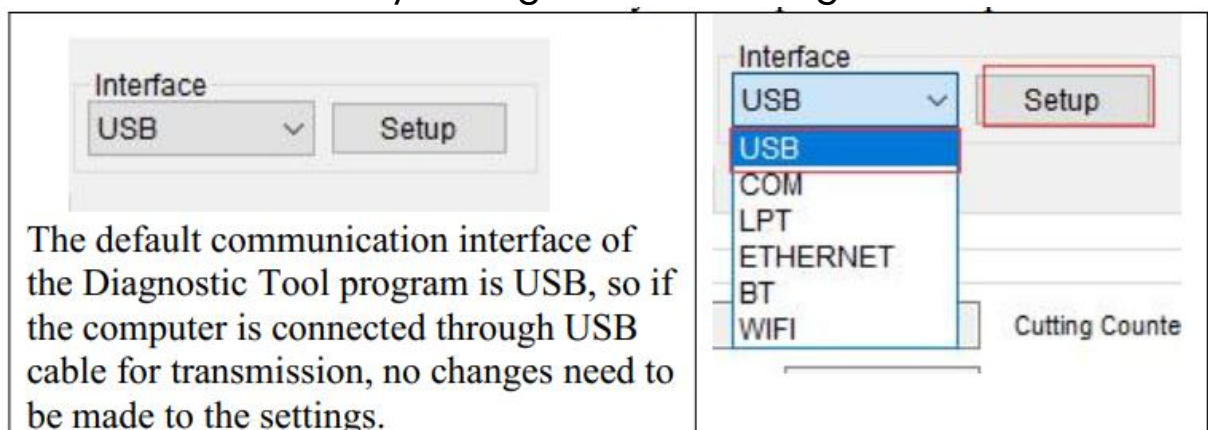 Interface
USB
Setup
The default communication interface of
the Diagnostic Tool program is USB, so if
the computer is connected through USB
cable for transmission, no changes need to
be made to the settings.
Interface
USB
Setup
USB
COM
LPT
ETHERNET
BT
WIFI
Cutting Counte